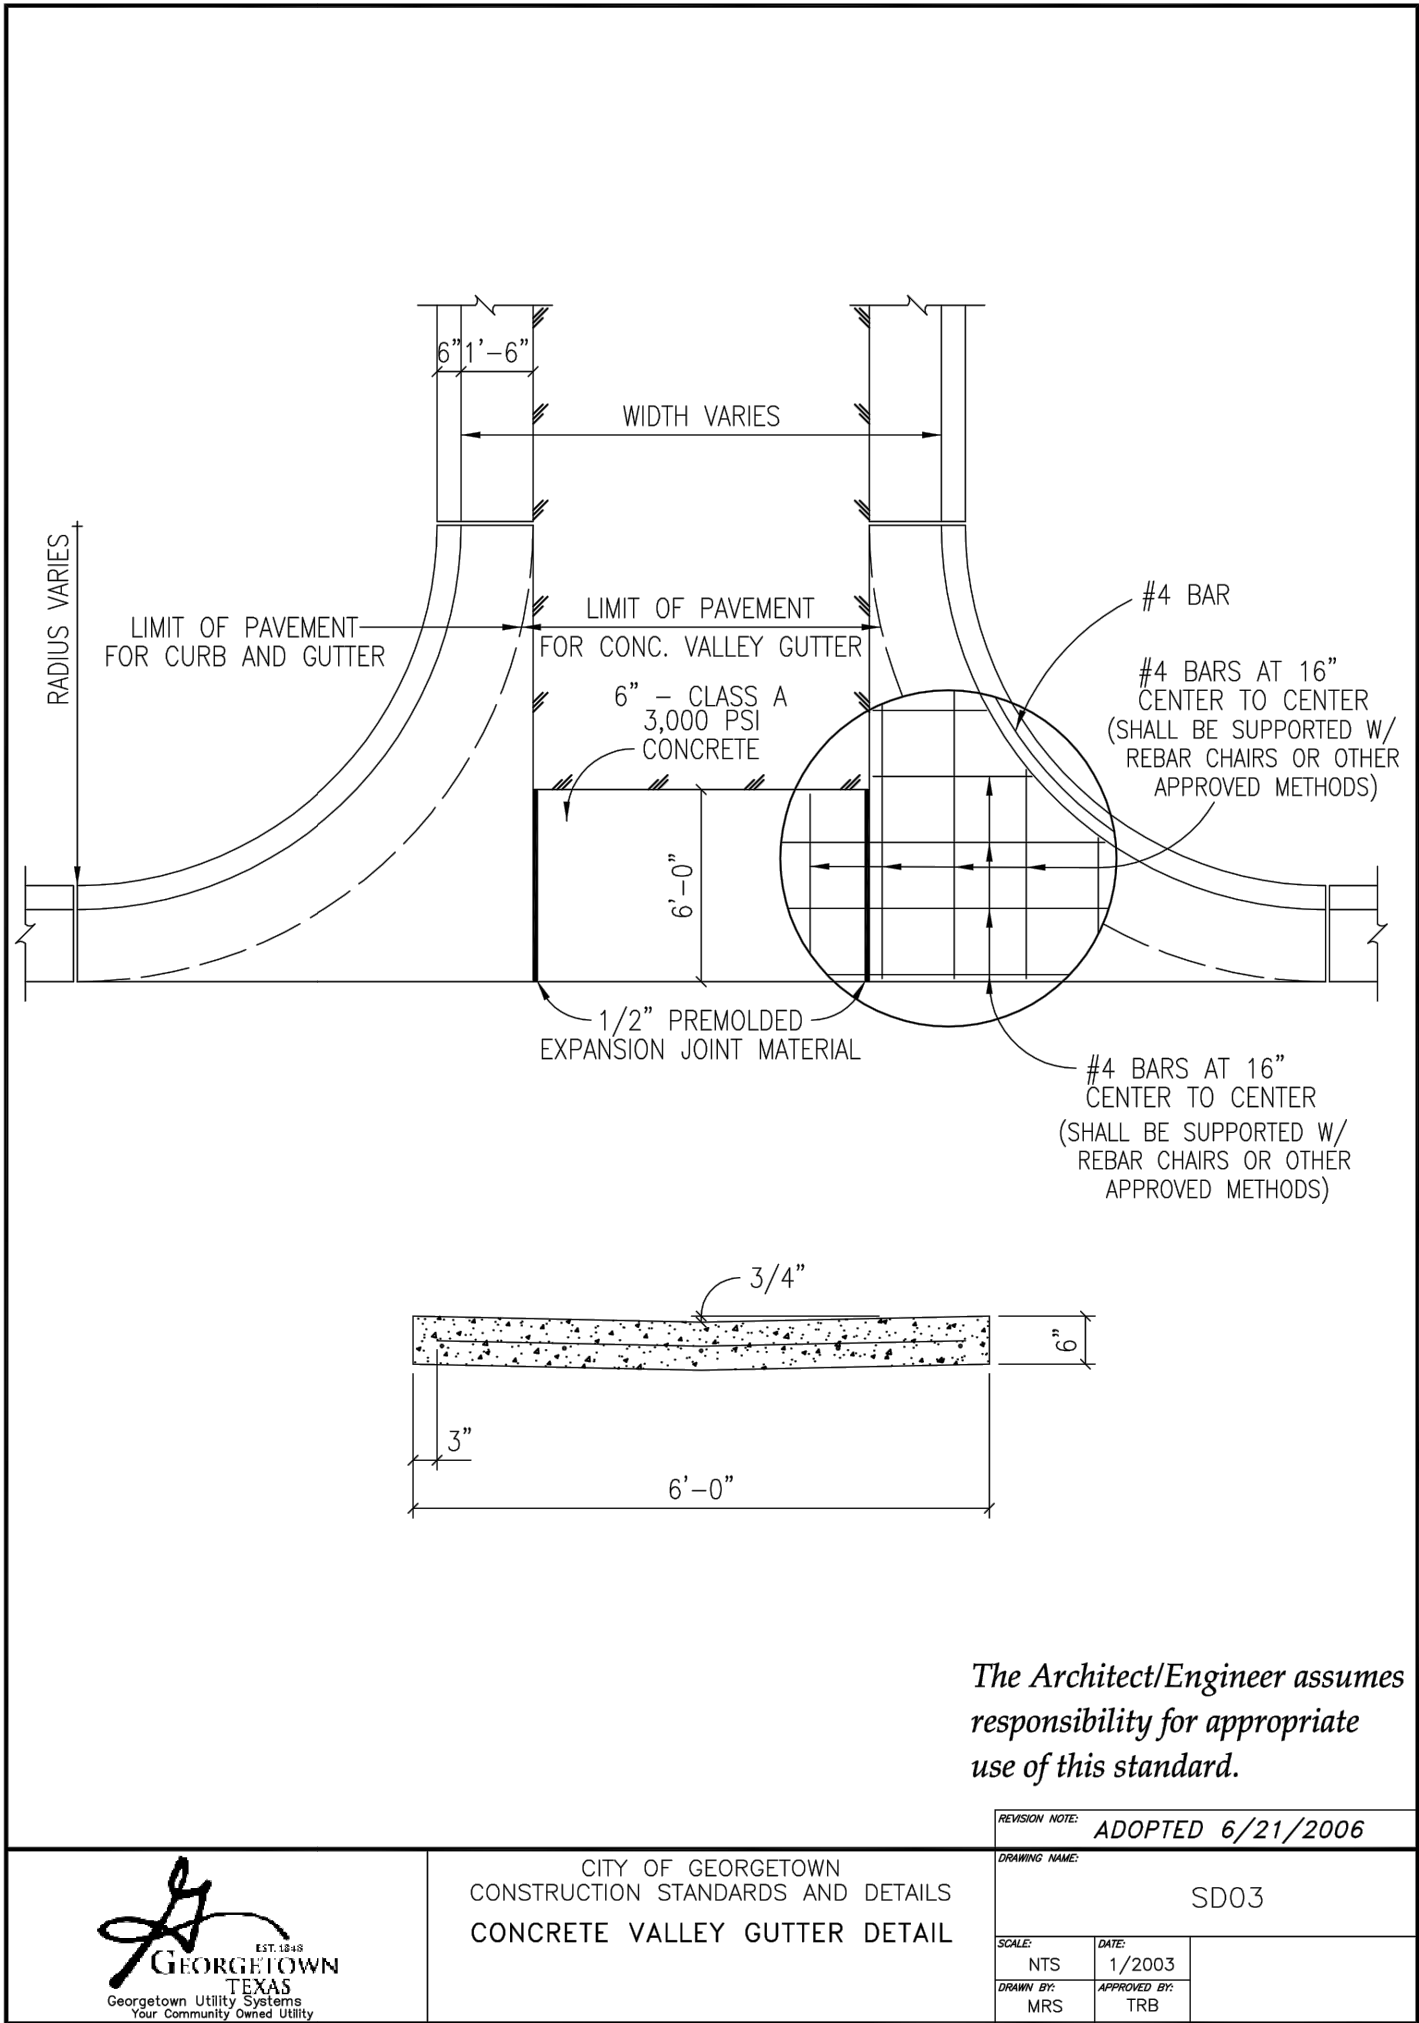 6” 1’-6”
WIDTH VARIES
RADIUS VARIES
LIMIT OF PAVEMENT
FOR CURB AND GUTTER
LIMIT OF PAVEMENT
FOR CONC. VALLEY GUTTER
6” – CLASS A
3,000 PSI
CONCRETE
#4 BAR
#4 BARS AT 16”
CENTER TO CENTER
(SHALL BE SUPPORTED W/
REBAR CHAIRS OR OTHER
APPROVED METHODS)
6’-0”
1/2” PREMOLDED
EXPANSION JOINT MATERIAL
#4 BARS AT 16”
CENTER TO CENTER
(SHALL BE SUPPORTED W/
REBAR CHAIRS OR OTHER
APPROVED METHODS)
3/4”
6”
3”
6’-0”
The Architect/Engineer assumes
responsibility for appropriate
use of this standard.
REVISION NOTE: ADOPTED 6/21/2006
EST. 1848
GEORGETOWN
TEXAS
Georgetown Utility Systems
Your Community Owned Utility
CITY OF GEORGETOWN
CONSTRUCTION STANDARDS AND DETAILS
CONCRETE VALLEY GUTTER DETAIL
DRAWING NAME:
SD03
SCALE:
NTS
DATE:
1/2003
DRAWN BY:
MRS
APPROVED BY:
TRB